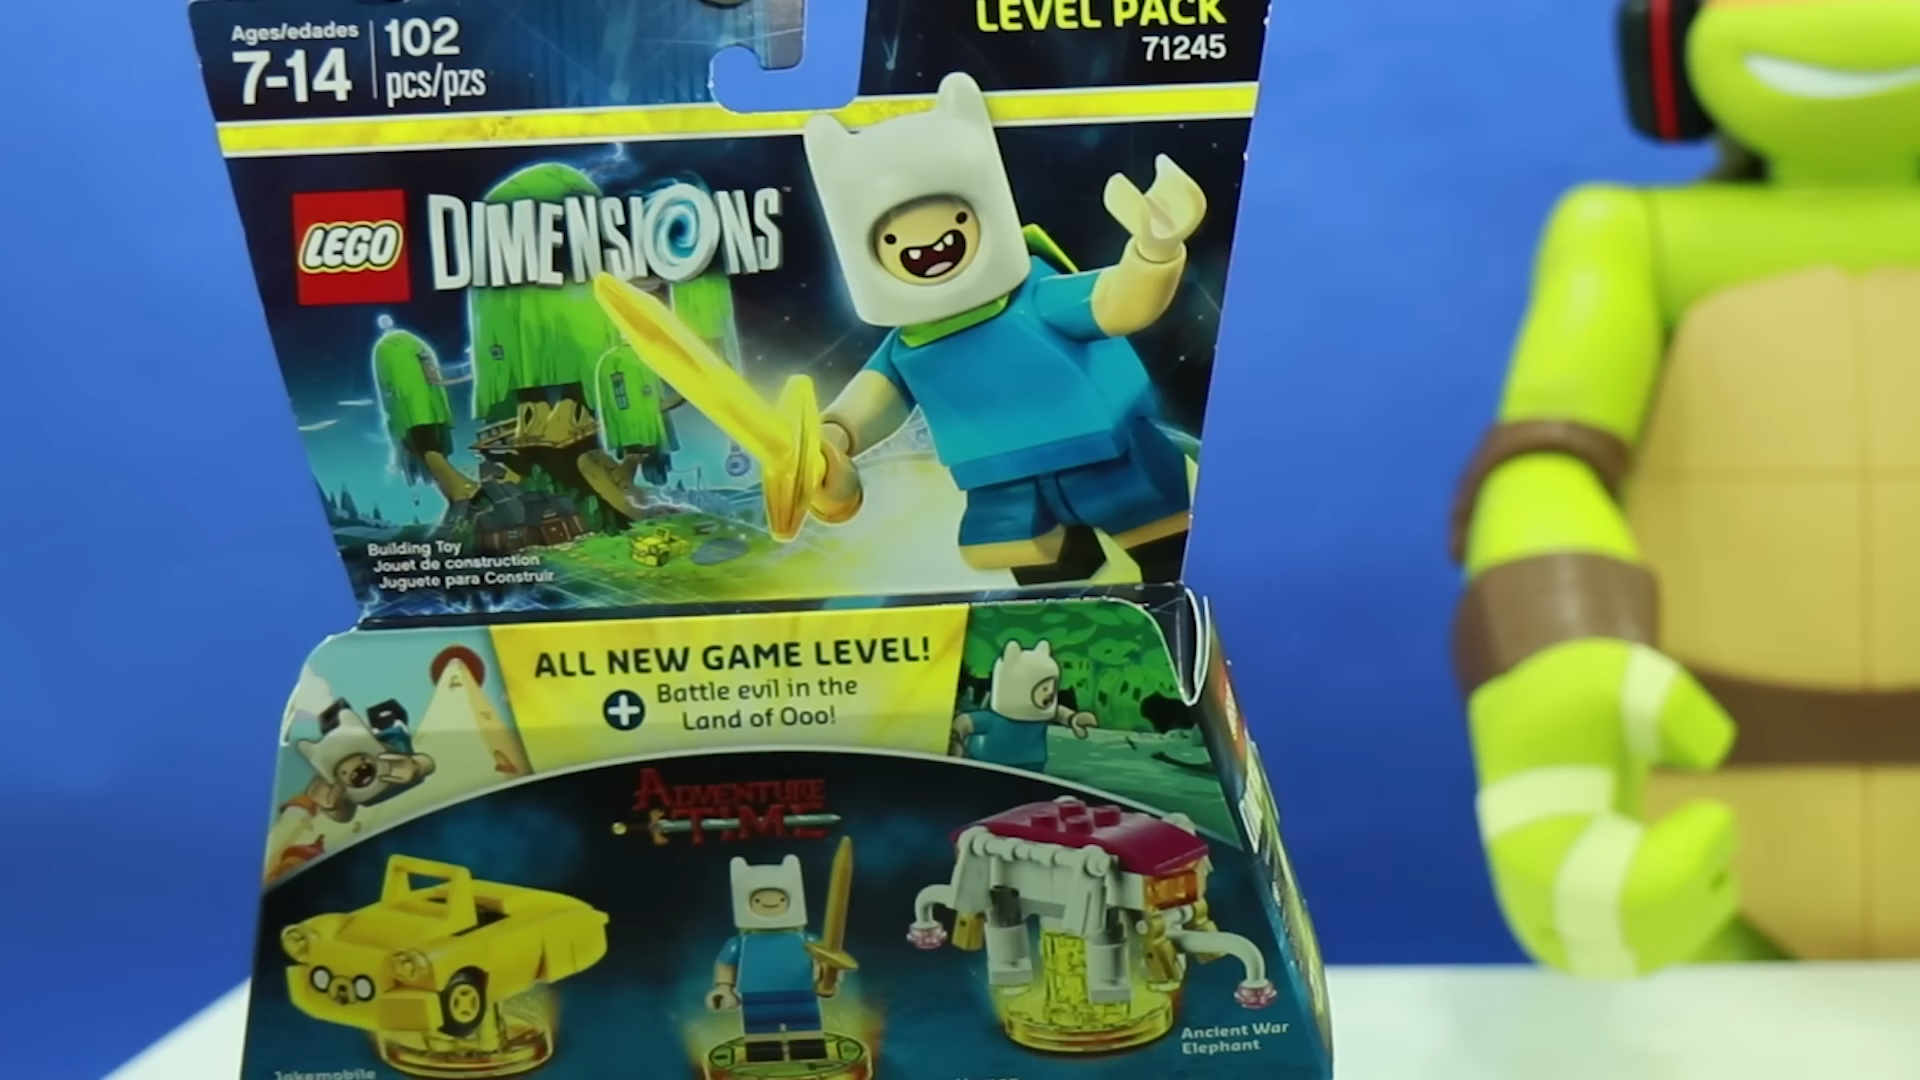 Ages/edades
7-14
102
pcs/pzs
LEVEL PACK
71245
LEGO DIMENSIONS™
Building Toy
Jouet de construction
Juguete para Construir
ALL NEW GAME LEVEL!
+ Battle evil in the
Land of Ooo!
ADVENTURE
TIME
Ancient War
Elephant
Jakemobile